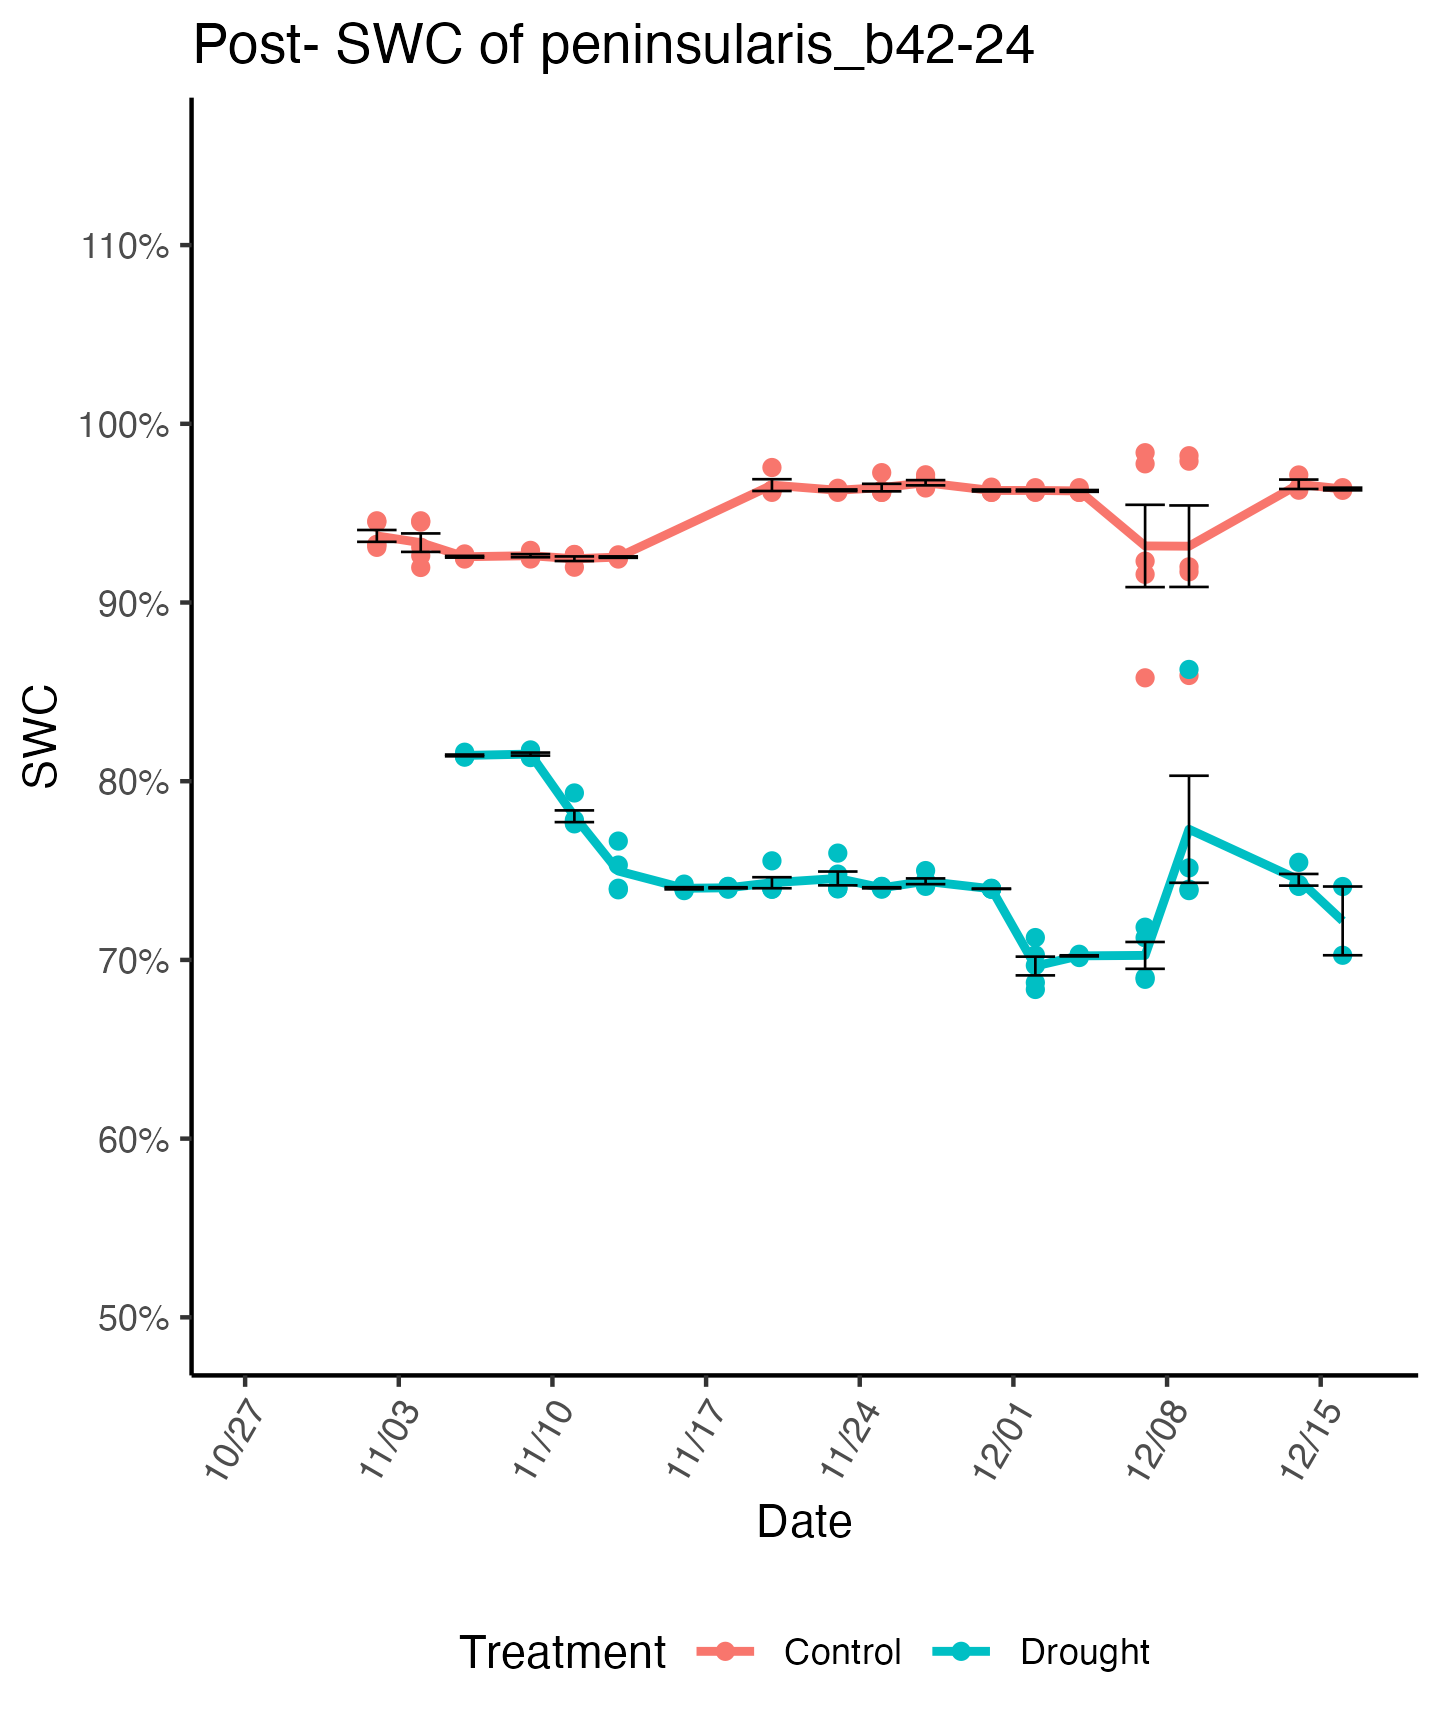 Post- SWC of peninsularis_b42-24
110%
100%
90%
80%
70%
60%
50%
SWC
10/27 11/03 11/10 11/17 11/24 12/01 12/08 12/15
Date
Treatment Control Drought